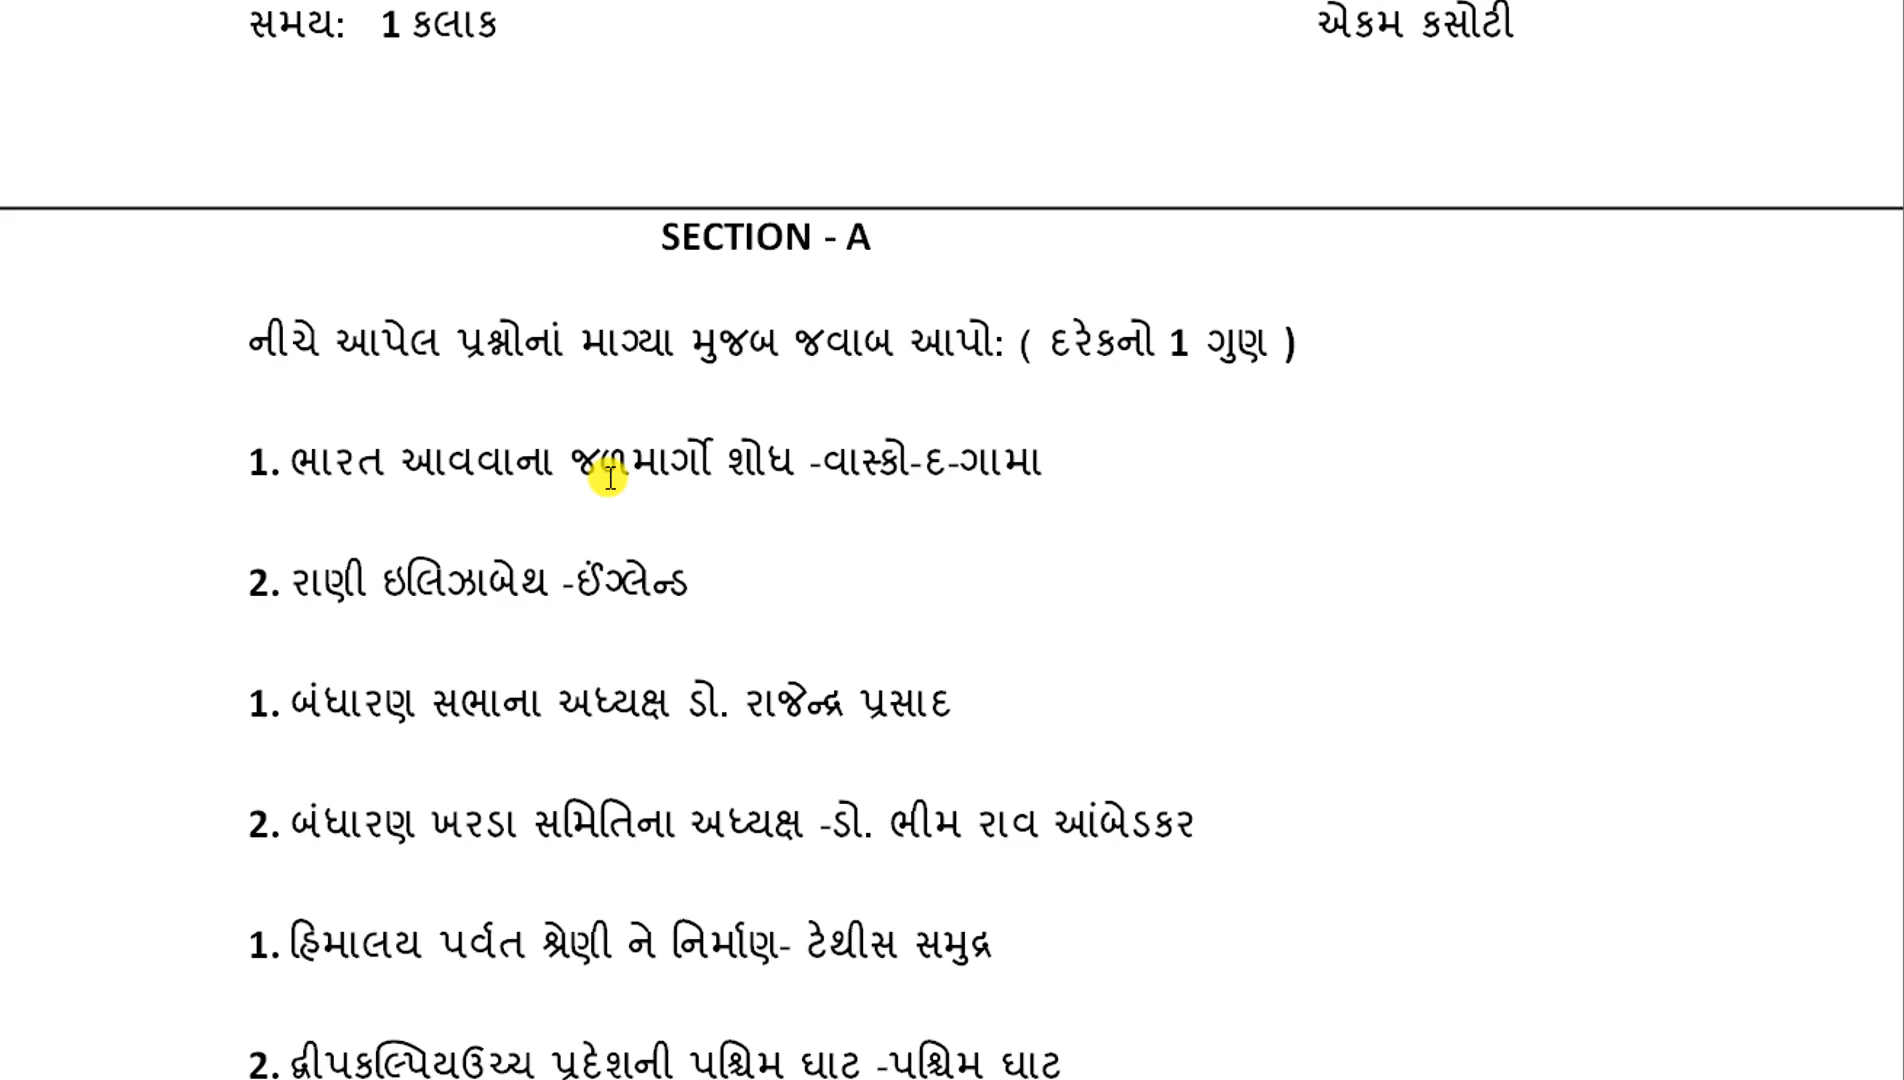 સમય: 1 કલાક એકમ કસોટી
SECTION - A
નીચે આપેલ પ્રશ્નોનાં માગ્યા મુજબ જવાબ આપો: ( દરેકનો 1 ગુણ )
1. ભારત આવવાના જળમાર્ગો શોધ -વાસ્કો-દ-ગામા
2. રાણી ઇલિઝાબેથ -ઈંગ્લેન્ડ
1. બંધારણ સભાના અધ્યક્ષ ડો. રાજેન્દ્ર પ્રસાદ
2. બંધારણ ખરડા સમિતિના અધ્યક્ષ -ડો. ભીમ રાવ આંબેડકર
1. હિમાલય પર્વત શ્રેણી ને નિર્માણ- ટેથીસ સમુદ્ર
2. દ્વીપકલ્પિયઉચ્ચ પ્રદેશની પશ્ચિમ ઘાટ -પશ્ચિમ ઘાટ